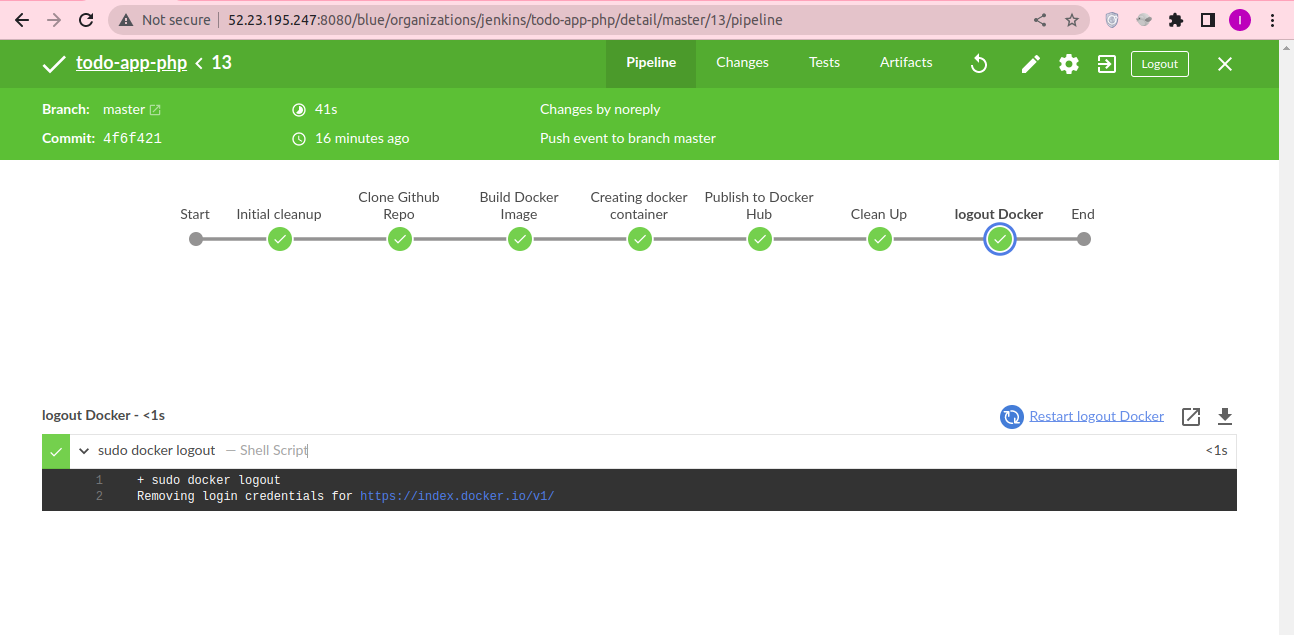 Not secure
52.23.195.247:8080/blue/organizations/jenkins/todo-app-php/detail/master/13/pipeline
I
todo-app-php < 13
Pipeline
Changes
Tests
Artifacts
Logout
Branch: master
41s
Changes by noreply
Commit: 4f6f421
16 minutes ago
Push event to branch master
Start
Initial cleanup
Clone Github
Repo
Build Docker
Image
Creating docker
container
Publish to Docker
Hub
Clean Up
logout Docker
End
logout Docker - <1s
Restart logout Docker
sudo docker logout — Shell Script
<1s
1 + sudo docker logout
2 Removing login credentials for https://index.docker.io/v1/